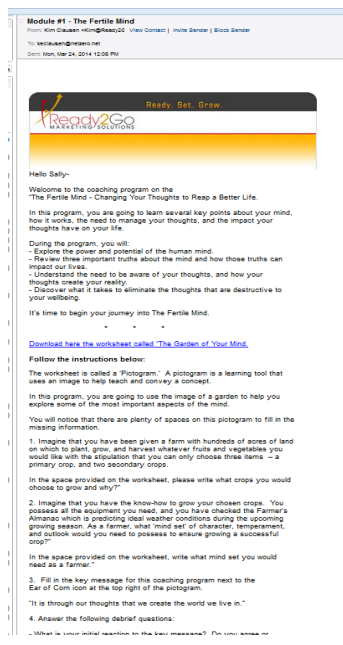 Module #1 - The Fertile Mind
From: Kim Clausen <Kim@Ready2G View Contact | Invite Sender | Block Sender
To: keclausen@netzero.net
Sent: Mon, Mar 24, 2014 12:06 PM
Ready. Set. Grow.
Ready2Go
MARKETING SOLUTIONS
Hello Sally-
Welcome to the coaching program on the
"The Fertile Mind - Changing Your Thoughts to Reap a Better Life.
In this program, you are going to learn several key points about your mind,
how it works, the need to manage your thoughts, and the impact your
thoughts have on your life.
During the program, you will:
- Explore the power and potential of the human mind.
- Review three important truths about the mind and how those truths can
impact our lives.
- Understand the need to be aware of your thoughts, and how your
thoughts create your reality.
- Discover what it takes to eliminate the thoughts that are destructive to
your wellbeing.
It's time to begin your journey into The Fertile Mind.
* * *
Download here the worksheet called 'The Garden of Your Mind.
Follow the instructions below:
The worksheet is called a 'Pictogram.' A pictogram is a learning tool that
uses an image to help teach and convey a concept.
In this program, you are going to use the image of a garden to help you
explore some of the most important aspects of the mind.
You will notice that there are plenty of spaces on this pictogram to fill in the
missing information.
1. Imagine that you have been given a farm with hundreds of acres of land
on which to plant, grow, and harvest whatever fruits and vegetables you
would like with the stipulation that you can only choose three items – a
primary crop, and two secondary crops.
In the space provided on the worksheet, please write what crops you would
choose to grow and why?"
2. Imagine that you have the know-how to grow your chosen crops. You
possess all the equipment you need, and you have checked the Farmer's
Almanac which is predicting ideal weather conditions during the upcoming
growing season. As a farmer, what 'mind set' of character, temperament,
and outlook would you need to possess to ensure growing a successful
crop?"
In the space provided on the worksheet, write what mind set you would
need as a farmer."
3. Fill in the key message for this coaching program next to the
Ear of Corn icon at the top right of the pictogram.
"It is through our thoughts that we create the world we live in."
4. Answer the following debrief questions:
- What is your initial reaction to the key message? Do you agree or